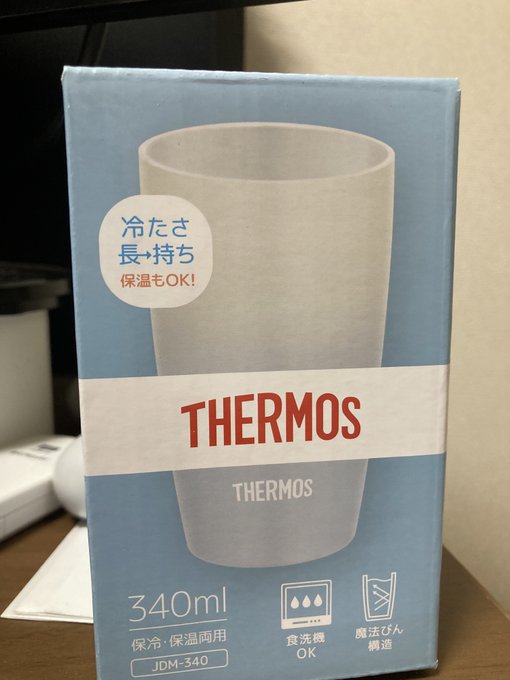 冷たさ
長→持ち
保温もOK!
THERMOS
THERMOS
340ml
保冷・保温両用
JDM-340
食洗機
OK
魔法びん
構造